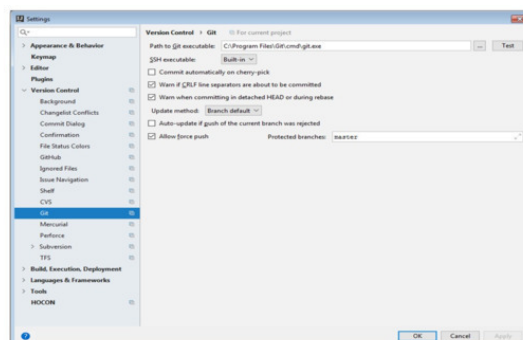 Settings
Appearance & Behavior
Keymap
Editor
Plugins
Version Control
Background
Changelist Conflicts
Commit Dialog
Confirmation
File Status Colors
GitHub
Ignored Files
Issue Navigation
Shelf
CVS
Git
Mercurial
Perforce
Subversion
TFS
Build, Execution, Deployment
Languages & Frameworks
Tools
HOCON
Version Control › Git For current project
Path to Git executable: C:\Program Files\Git\cmd\git.exe ... Test
SSH executable: Built-in
Commit automatically on cherry-pick
Warn if CRLF line separators are about to be committed
Warn when committing in detached HEAD or during rebase
Update method: Branch default
Auto-update if push of the current branch was rejected
Allow force push Protected branches: master
? OK Cancel Apply